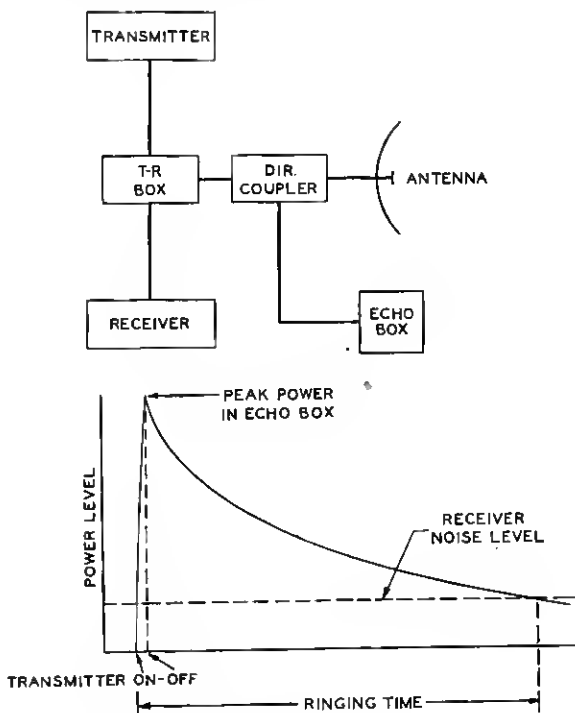 TRANSMITTER
T-R
BOX
DIR.
COUPLER
ANTENNA
RECEIVER
ECHO
BOX
PEAK POWER
IN ECHO BOX
POWER LEVEL
RECEIVER
NOISE LEVEL
TRANSMITTER ON-OFF
RINGING TIME